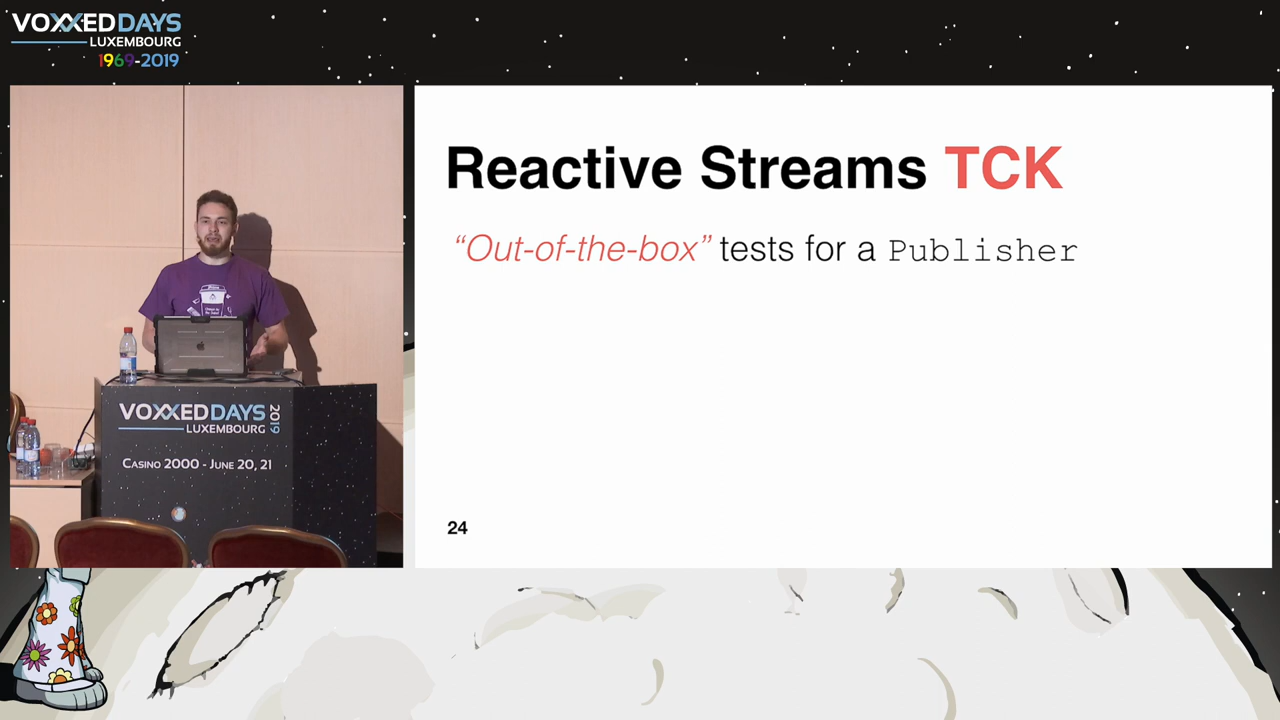 VOXXEDDAYS
LUXEMBOURG
1969-2019
Reactive Streams TCK
“Out-of-the-box” tests for a Publisher
24
VOXXEDDAYS
2019
LUXEMBOURG
CASINO 2000 - JUNE 20, 21